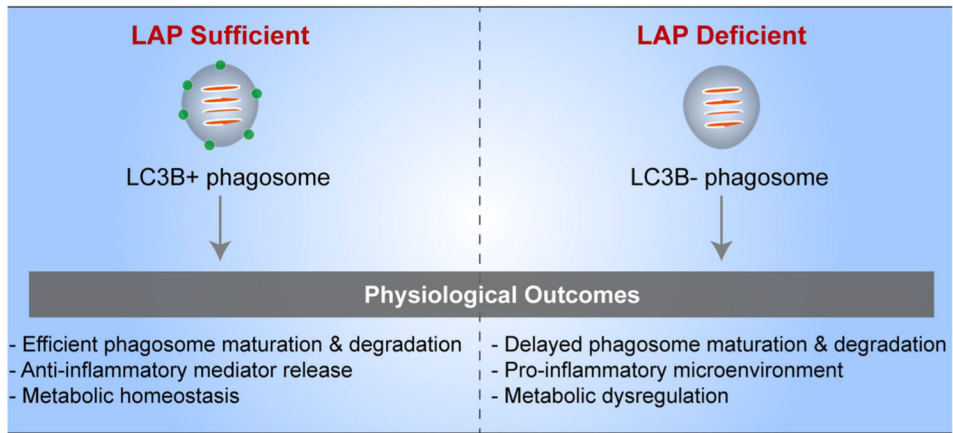 LAP Sufficient
LC3B+ phagosome
LAP Deficient
LC3B- phagosome
Physiological Outcomes
- Efficient phagosome maturation & degradation
- Anti-inflammatory mediator release
- Metabolic homeostasis
- Delayed phagosome maturation & degradation
- Pro-inflammatory microenvironment
- Metabolic dysregulation